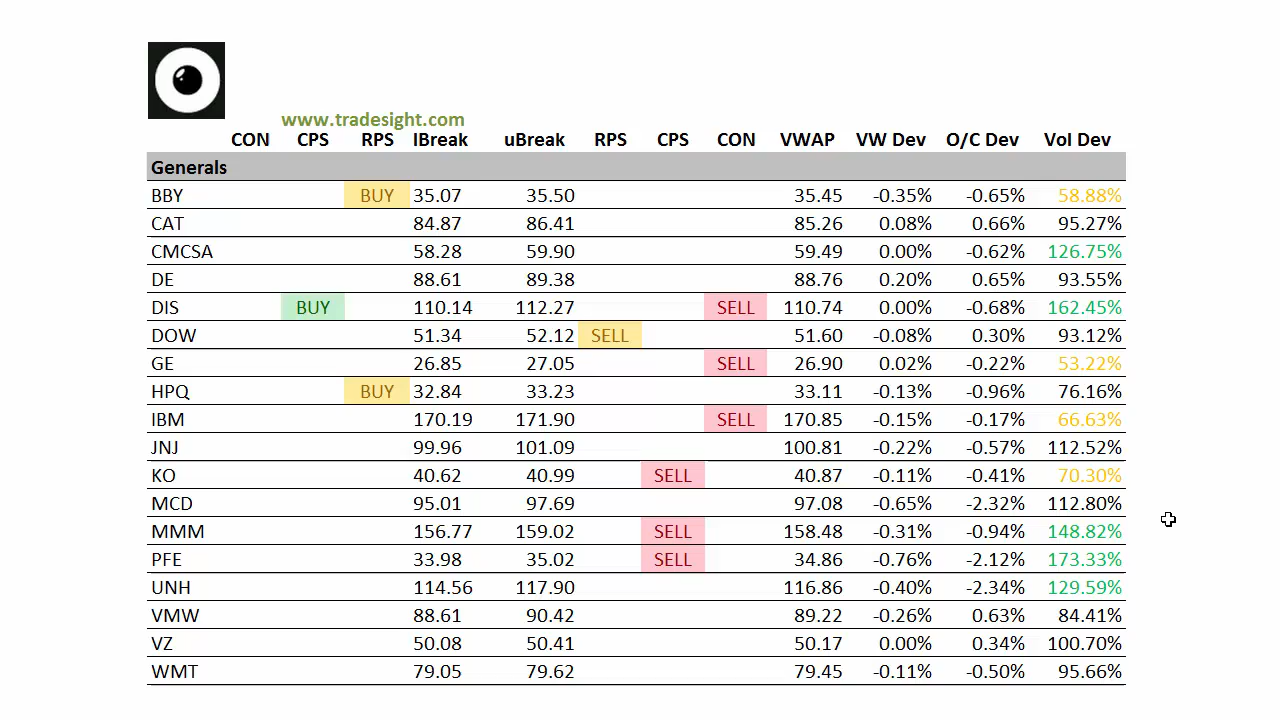 www.tradesight.com
CON CPS RPS lBreak uBreak RPS CPS CON VWAP VW Dev O/C Dev Vol Dev
Generals
BBY BUY 35.07 35.50 35.45 -0.35% -0.65% 58.88%
CAT 84.87 86.41 85.26 0.08% 0.66% 95.27%
CMCSA 58.28 59.90 59.49 0.00% -0.62% 126.75%
DE 88.61 89.38 88.76 0.20% 0.65% 93.55%
DIS BUY 110.14 112.27 SELL 110.74 0.00% -0.68% 162.45%
DOW 51.34 52.12 SELL 51.60 -0.08% 0.30% 93.12%
GE 26.85 27.05 SELL 26.90 0.02% -0.22% 53.22%
HPQ BUY 32.84 33.23 33.11 -0.13% -0.96% 76.16%
IBM 170.19 171.90 SELL 170.85 -0.15% -0.17% 66.63%
JNJ 99.96 101.09 100.81 -0.22% -0.57% 112.52%
KO 40.62 40.99 SELL 40.87 -0.11% -0.41% 70.30%
MCD 95.01 97.69 97.08 -0.65% -2.32% 112.80%
MMM 156.77 159.02 SELL 158.48 -0.31% -0.94% 148.82%
PFE 33.98 35.02 SELL 34.86 -0.76% -2.12% 173.33%
UNH 114.56 117.90 116.86 -0.40% -2.34% 129.59%
VMW 88.61 90.42 89.22 -0.26% 0.63% 84.41%
VZ 50.08 50.41 50.17 0.00% 0.34% 100.70%
WMT 79.05 79.62 79.45 -0.11% -0.50% 95.66%